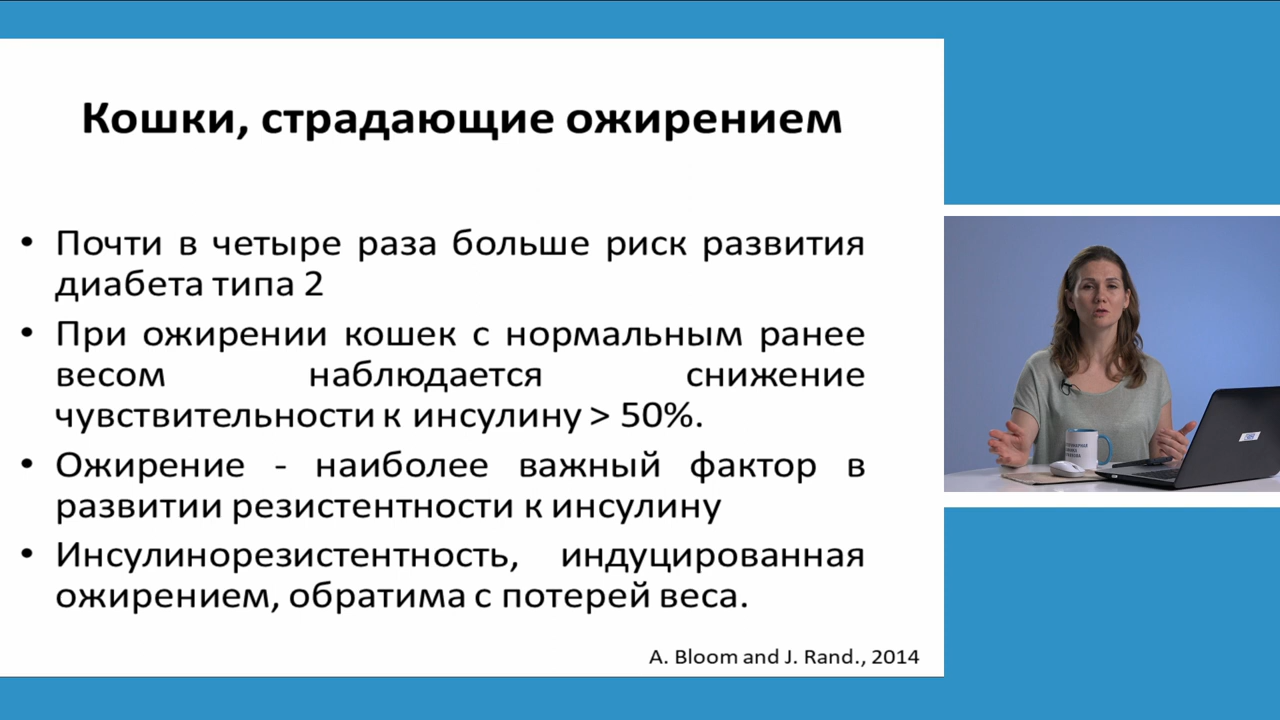 Кошки, страдающие ожирением
• Почти в четыре раза больше риск развития
диабета типа 2
• При ожирении кошек с нормальным ранее
весом наблюдается снижение
чувствительности к инсулину > 50%.
• Ожирение - наиболее важный фактор в
развитии резистентности к инсулину
• Инсулинорезистентность, индуцированная
ожирением, обратима с потерей веса.
A. Bloom and J. Rand., 2014